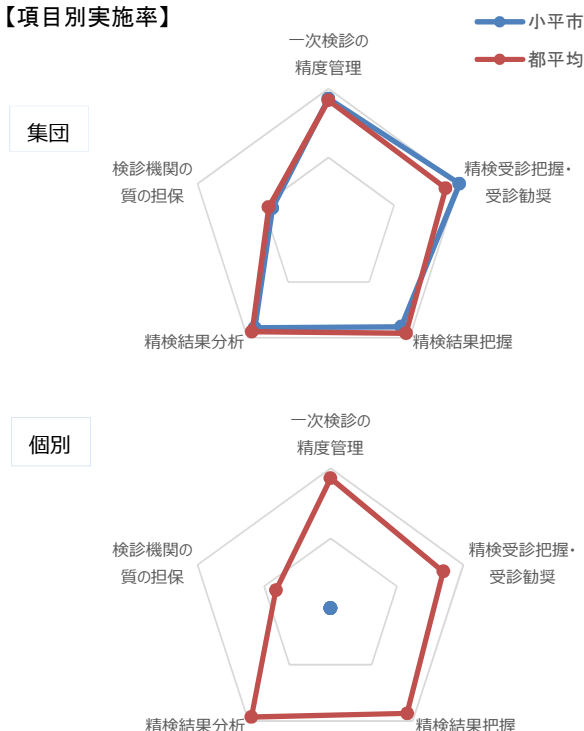 【項目別実施率】
小平市
都平均
集団
一次検診の
精度管理
精検受診把握・
受診勧奨
精検結果把握
精検結果分析
検診機関の
質の担保
個別
一次検診の
精度管理
精検受診把握・
受診勧奨
精検結果把握
精検結果分析
検診機関の
質の担保